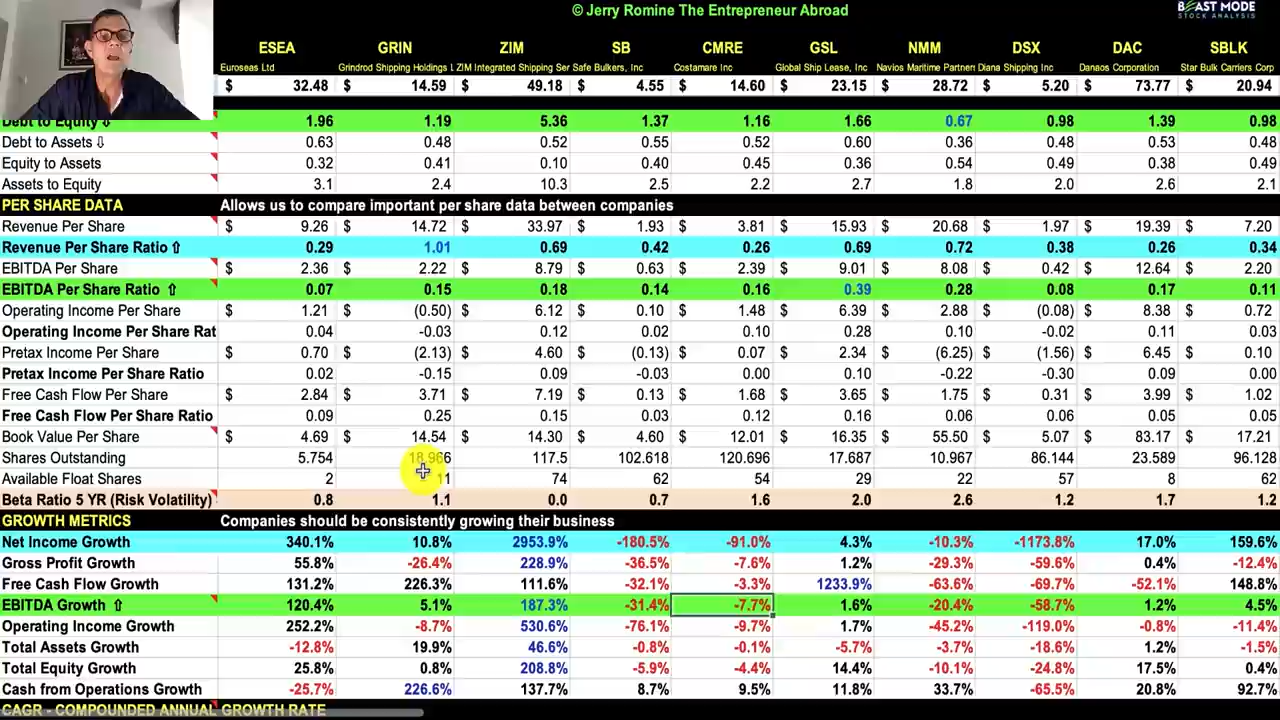 © Jerry Romine The Entrepreneur Abroad
BEAST MODE
STOCK ANALYSIS
ESEA GRIN ZIM SB CMRE GSL NMM DSX DAC SBLK
Euroseas Ltd Grindrod Shipping Holdings L ZIM Integrated Shipping Ser Safe Bulkers, Inc Costamare Inc Global Ship Lease, Inc Navios Maritime Partners Diana Shipping Inc Danaos Corporation Star Bulk Carriers Corp
$ 32.48 $ 14.59 $ 49.18 $ 4.55 $ 14.60 $ 23.15 $ 28.72 $ 5.20 $ 73.77 $ 20.94
Debt to Equity ⇩ 1.96 1.19 5.36 1.37 1.16 1.66 0.67 0.98 1.39 0.98
Debt to Assets ⇩ 0.63 0.48 0.52 0.55 0.52 0.60 0.36 0.48 0.53 0.48
Equity to Assets 0.32 0.41 0.10 0.40 0.45 0.36 0.54 0.49 0.38 0.49
Assets to Equity 3.1 2.4 10.3 2.5 2.2 2.7 1.8 2.0 2.6 2.1
PER SHARE DATA Allows us to compare important per share data between companies
Revenue Per Share $ 9.26 $ 14.72 $ 33.97 $ 1.93 $ 3.81 $ 15.93 $ 20.68 $ 1.97 $ 19.39 $ 7.20
Revenue Per Share Ratio ⇧ 0.29 1.01 0.69 0.42 0.26 0.69 0.72 0.38 0.26 0.34
EBITDA Per Share $ 2.36 $ 2.22 $ 8.79 $ 0.63 $ 2.39 $ 9.01 $ 8.08 $ 0.42 $ 12.64 $ 2.20
EBITDA Per Share Ratio ⇧ 0.07 0.15 0.18 0.14 0.16 0.39 0.28 0.08 0.17 0.11
Operating Income Per Share $ 1.21 $ (0.50) $ 6.12 $ 0.10 $ 1.48 $ 6.39 $ 2.88 $ (0.08) $ 8.38 $ 0.72
Operating Income Per Share Rat 0.04 -0.03 0.12 0.02 0.10 0.28 0.10 -0.02 0.11 0.03
Pretax Income Per Share $ 0.70 $ (2.13) $ 4.60 $ (0.13) $ 0.07 $ 2.34 $ (6.25) $ (1.56) $ 6.45 $ 0.10
Pretax Income Per Share Ratio 0.02 -0.15 0.09 -0.03 0.00 0.10 -0.22 -0.30 0.09 0.00
Free Cash Flow Per Share $ 2.84 $ 3.71 $ 7.19 $ 0.13 $ 1.68 $ 3.65 $ 1.75 $ 0.31 $ 3.99 $ 1.02
Free Cash Flow Per Share Ratio 0.09 0.25 0.15 0.03 0.12 0.16 0.06 0.06 0.05 0.05
Book Value Per Share $ 4.69 $ 14.54 $ 14.30 $ 4.60 $ 12.01 $ 16.35 $ 55.50 $ 5.07 $ 83.17 $ 17.21
Shares Outstanding 5.754 18.966 117.5 102.618 120.696 17.687 10.967 86.144 23.589 96.128
Available Float Shares 2 11 74 62 54 29 22 57 8 62
Beta Ratio 5 YR (Risk Volatility) 0.8 1.1 0.0 0.7 1.6 2.0 2.6 1.2 1.7 1.2
GROWTH METRICS Companies should be consistently growing their business
Net Income Growth 340.1% 10.8% 2953.9% -180.5% -91.0% 4.3% -10.3% -1173.8% 17.0% 159.6%
Gross Profit Growth 55.8% -26.4% 228.9% -36.5% -7.6% 1.2% -29.3% -59.6% 0.4% -12.4%
Free Cash Flow Growth 131.2% 226.3% 111.6% -32.1% -3.3% 1233.9% -63.6% -69.7% -52.1% 148.8%
EBITDA Growth ⇧ 120.4% 5.1% 187.3% -31.4% -7.7% 1.6% -20.4% -58.7% 1.2% 4.5%
Operating Income Growth 252.2% -8.7% 530.6% -76.1% -9.7% 1.7% -45.2% -119.0% -0.8% -11.4%
Total Assets Growth -12.8% 19.9% 46.6% -0.8% -0.1% -5.7% -3.7% -18.6% 1.2% -1.5%
Total Equity Growth 25.8% 0.8% 208.8% -5.9% -4.4% 14.4% -10.1% -24.8% 17.5% 0.4%
Cash from Operations Growth -25.7% 226.6% 137.7% 8.7% 9.5% 11.8% 33.7% -65.5% 20.8% 92.7%
CAGR - COMPOUNDED ANNUAL GROWTH RATE